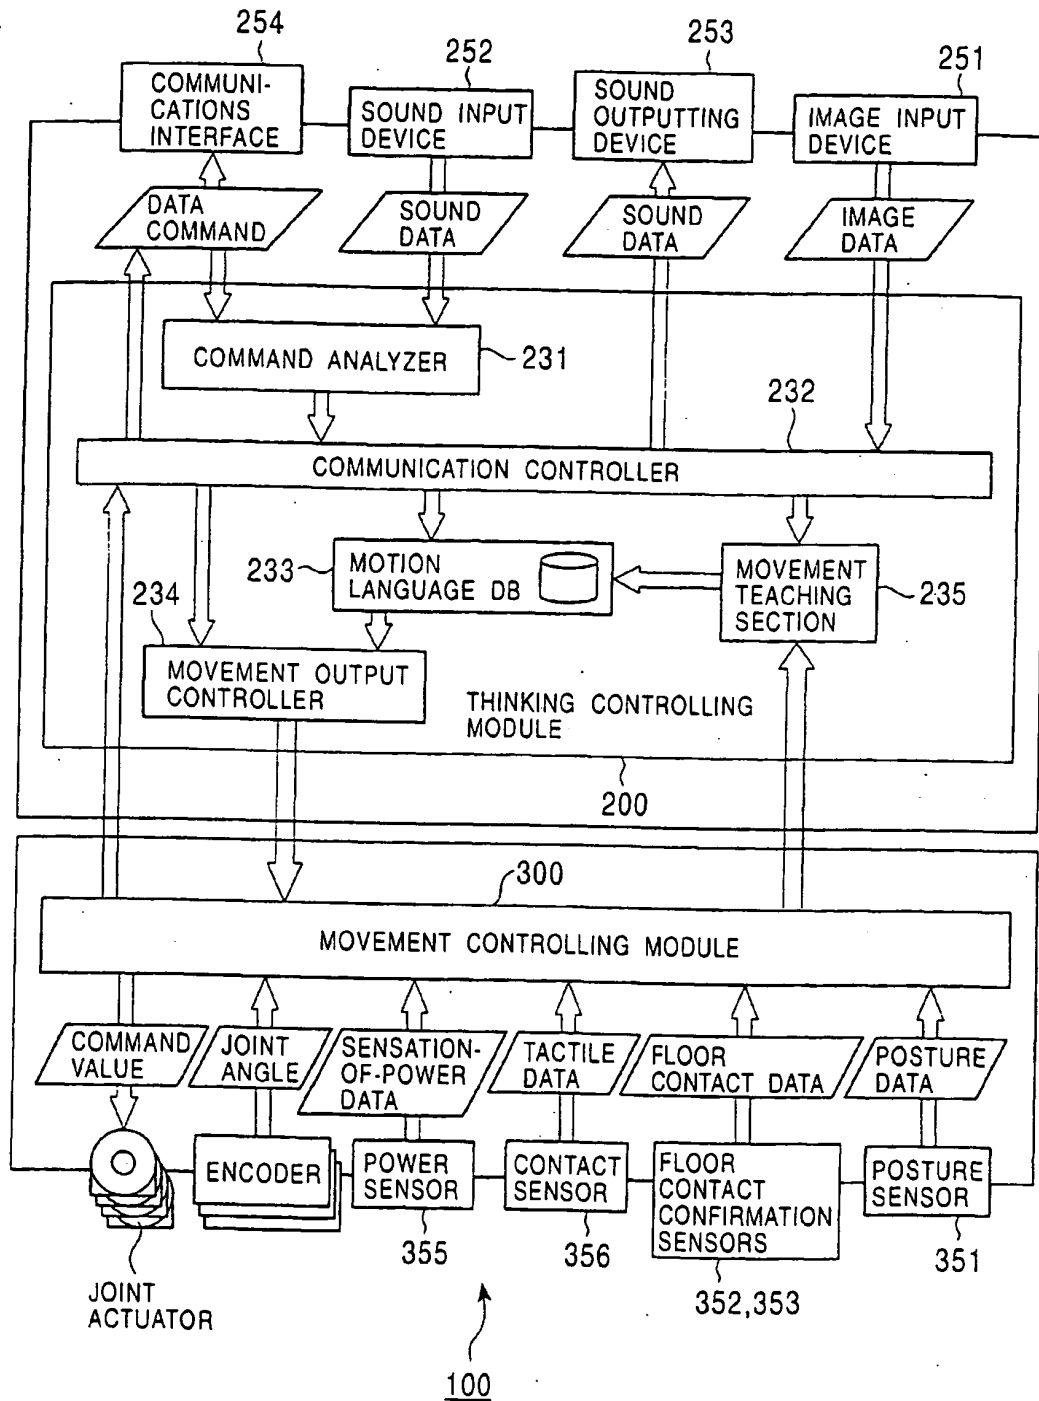 254
252
253
251
COMMUNI-
CATIONS
INTERFACE
SOUND INPUT
DEVICE
SOUND
OUTPUTTING
DEVICE
IMAGE INPUT
DEVICE
DATA
COMMAND
SOUND
DATA
SOUND
DATA
IMAGE
DATA
COMMAND ANALYZER
231
232
COMMUNICATION CONTROLLER
233
MOTION
LANGUAGE DB
MOVEMENT
TEACHING
SECTION
235
234
MOVEMENT OUTPUT
CONTROLLER
THINKING CONTROLLING
MODULE
200
300
MOVEMENT CONTROLLING MODULE
COMMAND
VALUE
JOINT
ANGLE
SENSATION-
OF-POWER
DATA
TACTILE
DATA
FLOOR
CONTACT DATA
POSTURE
DATA
ENCODER
POWER
SENSOR
CONTACT
SENSOR
FLOOR
CONTACT
CONFIRMATION
SENSORS
POSTURE
SENSOR
355
356
352,353
351
JOINT
ACTUATOR
100